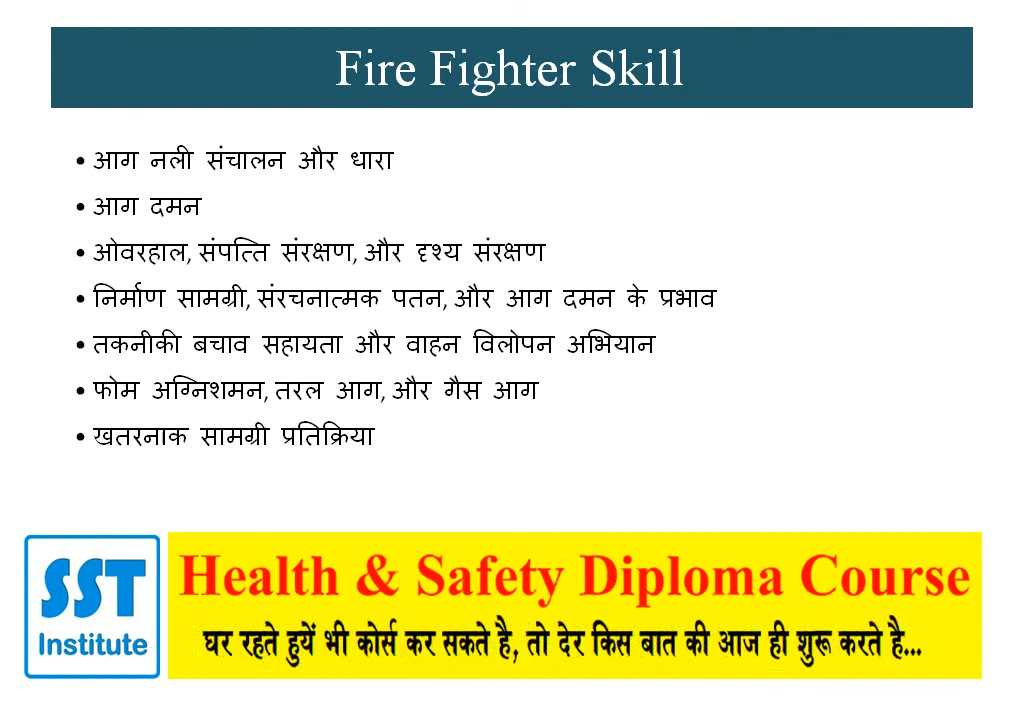 Fire Fighter Skill
• आग नली संचालन और धारा
• आग दमन
• ओवरहाल, संपत्ति संरक्षण, और दृश्य संरक्षण
• निर्माण सामग्री, संरचनात्मक पतन, और आग दमन के प्रभाव
• तकनीकी बचाव सहायता और वाहन विलोपन अभियान
• फोम अग्निशमन, तरल आग, और गैस आग
• खतरनाक सामग्री प्रतिक्रिया
SST
Institute
Health & Safety Diploma Course
घर रहते हुयें भी कोर्स कर सकते है, तो देर किस बात की आज ही शुरू करते है...